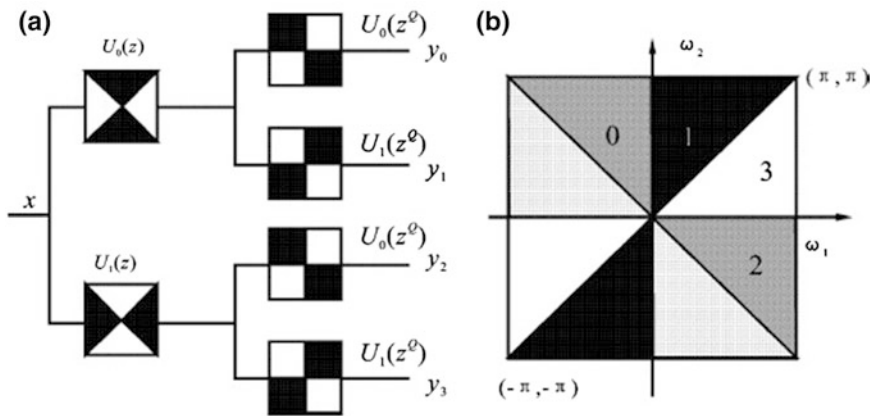 (a)
U₀(z)
U₀(z^Q)
y₀
U₁(z^Q)
y₁
x
U₁(z)
U₀(z^Q)
y₂
U₁(z^Q)
y₃
(b)
ω₂
(π, π)
0
1
3
ω₁
2
(-π, -π)